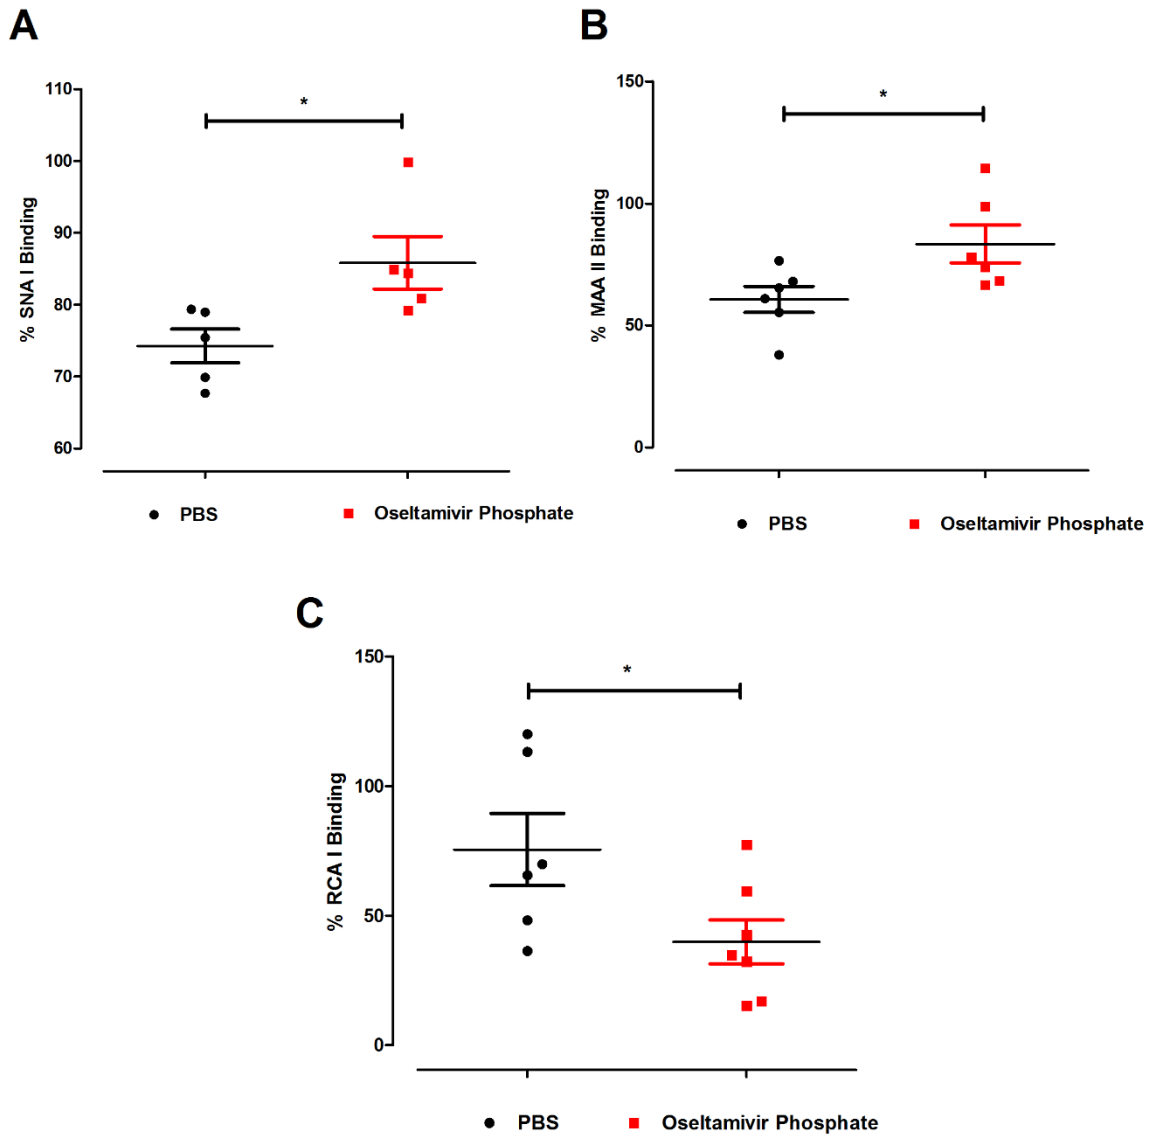 A
110
100
90
80
70
60
% SNA I Binding
*
PBS
Oseltamivir Phosphate
B
150
100
50
0
% MAA II Binding
*
PBS
Oseltamivir Phosphate
C
150
100
50
0
% RCA I Binding
*
PBS
Oseltamivir Phosphate